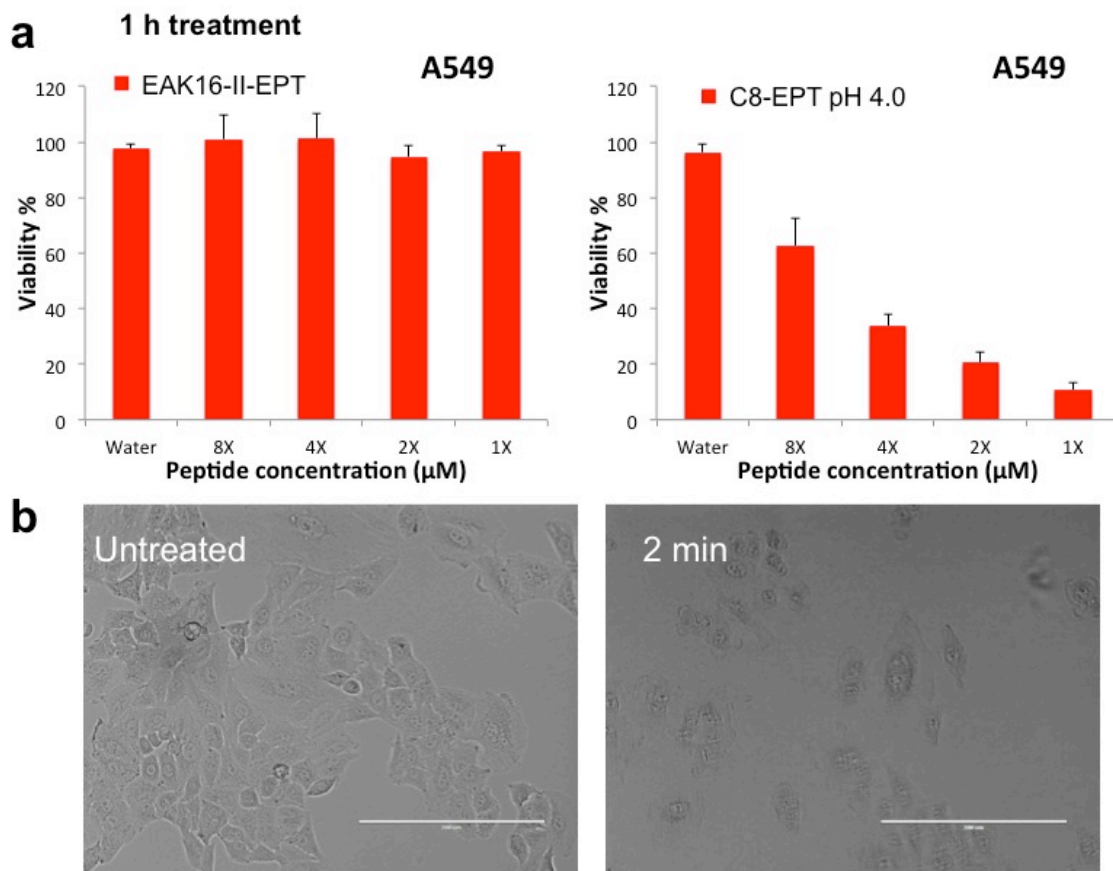 a
1 h treatment
EAK16-II-EPT
A549
120
100
80
60
40
20
0
Viability %
Water 8X 4X 2X 1X
Peptide concentration (μM)
C8-EPT pH 4.0
A549
120
100
80
60
40
20
0
Viability %
Water 8X 4X 2X 1X
Peptide concentration (μM)
b
Untreated
2 min